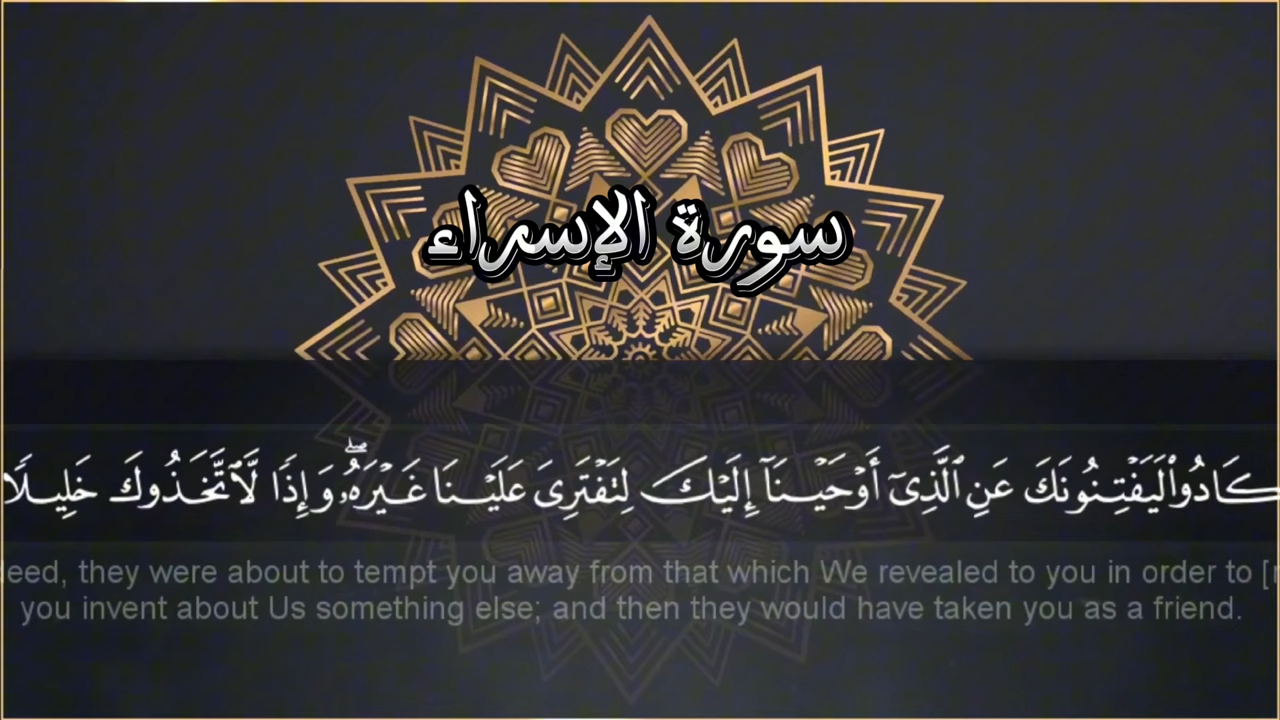 سورة الإسراء
كَادُوا۟ لَيَفْتِنُونَكَ عَنِ ٱلَّذِىٓ أَوْحَيْنَآ إِلَيْكَ لِتَفْتَرِىَ عَلَيْنَا غَيْرَهُۥ ۖ وَإِذًا لَّٱتَّخَذُوكَ خَلِيلًا
eed, they were about to tempt you away from that which We revealed to you in order to [
you invent about Us something else; and then they would have taken you as a friend.